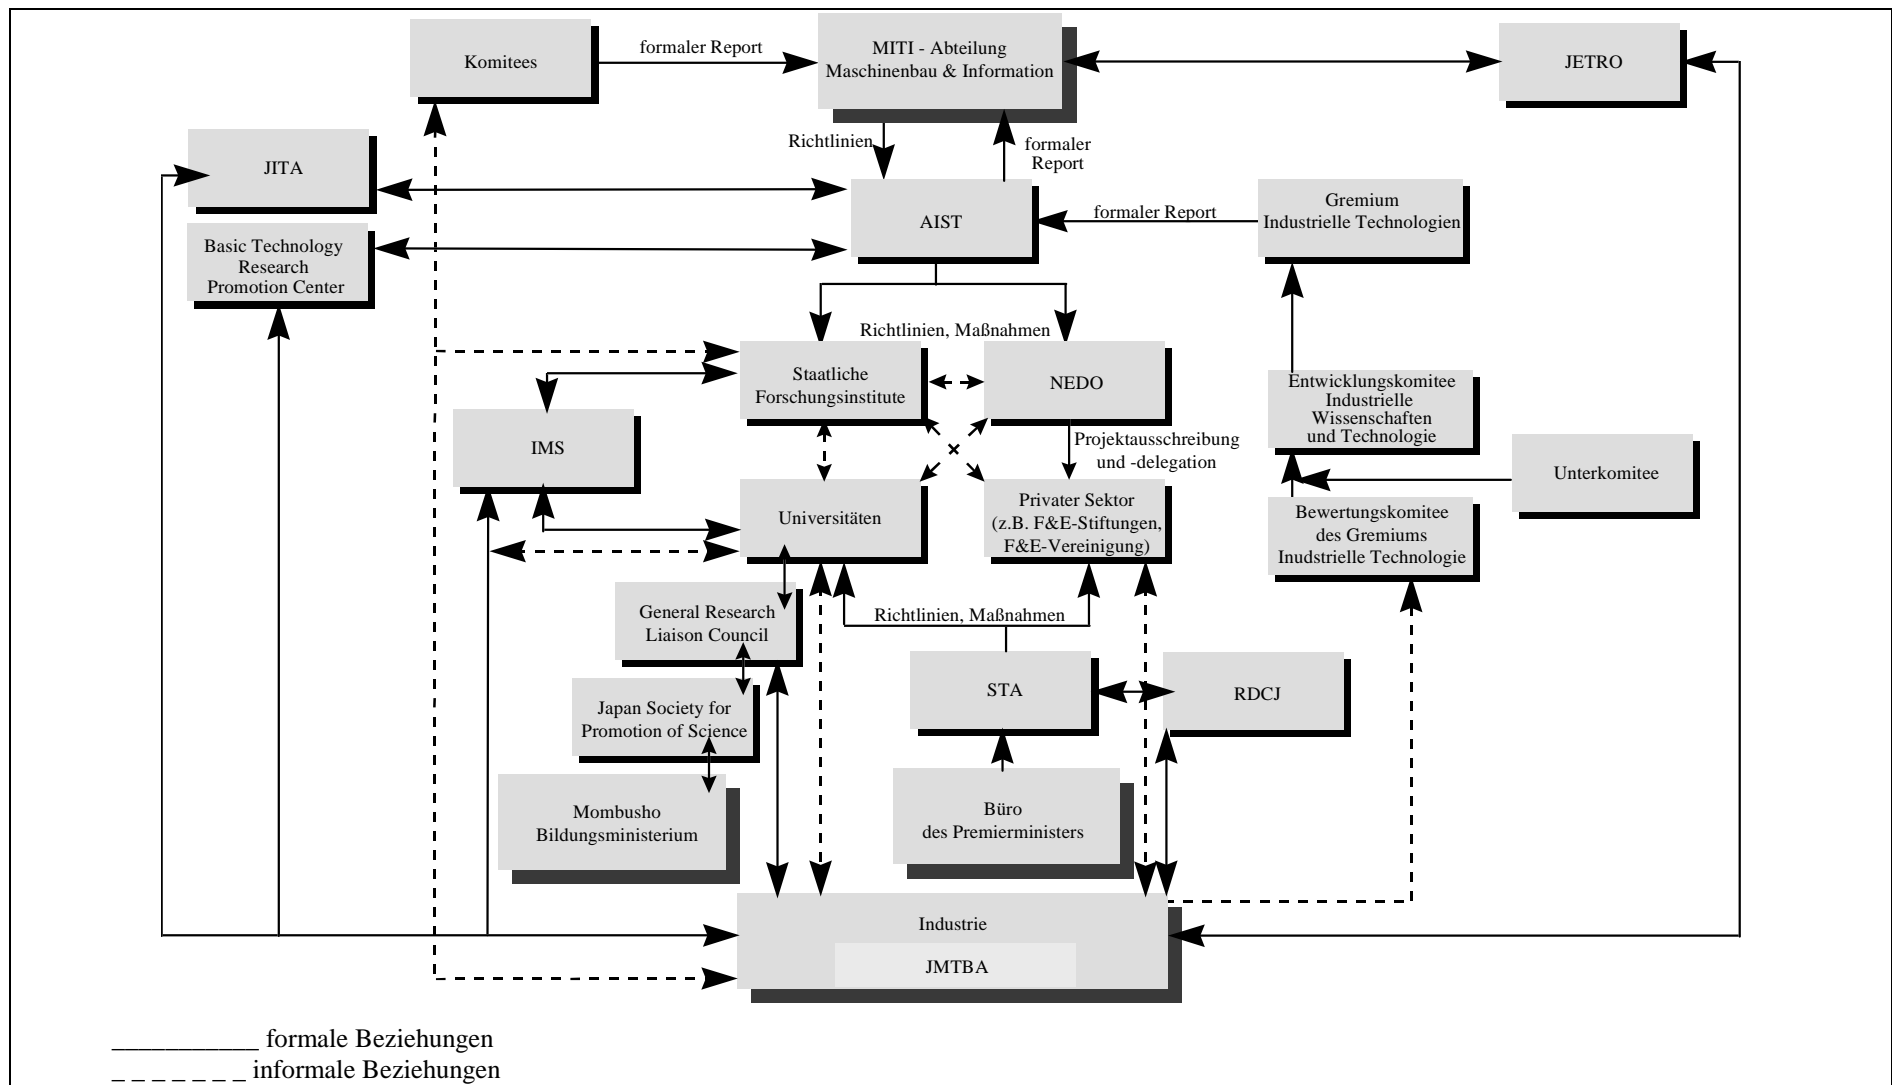 Komitees
formaler Report
MITI - Abteilung
Maschinenbau & Information
JETRO
Richtlinien
formaler
Report
JITA
AIST
formaler Report
Gremium
Industrielle Technologien
Basic Technology
Research
Promotion Center
Richtlinien, Maßnahmen
Staatliche
Forschungsinstitute
NEDO
Entwicklungskomitee
Industrielle
Wissenschaften
und Technologie
IMS
Projektausschreibung
und -delegation
Unterkomitee
Universitäten
Privater Sektor
(z.B. F&E-Stiftungen,
F&E-Vereinigung)
Bewertungskomitee
des Gremiums
Inudstrielle Technologie
General Research
Liaison Council
Richtlinien, Maßnahmen
STA
RDCJ
Japan Society for
Promotion of Science
Mombusho
Bildungsministerium
Büro
des Premierministers
Industrie
JMTBA
___________ formale Beziehungen
_ _ _ _ _ _ _ informale Beziehungen